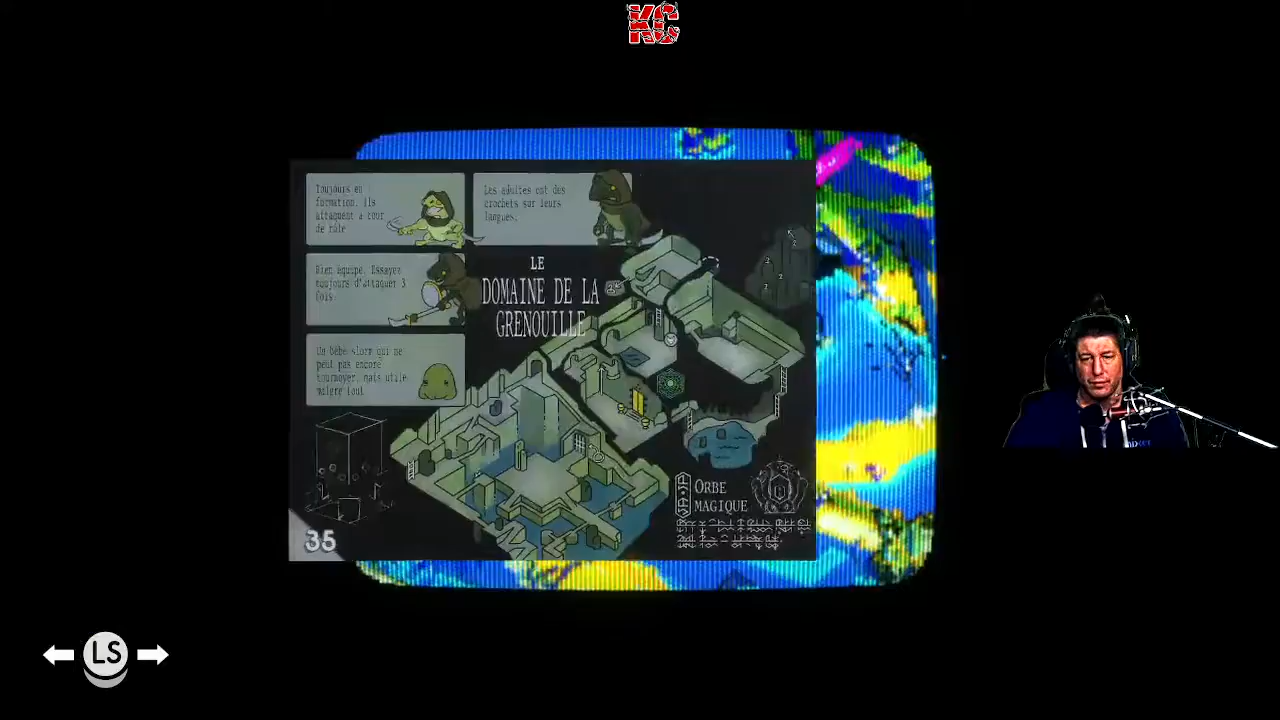 KC
Toujours en
formation. Ils
attaquent à tour
de rôle
Les adultes ont des
crochets sur leurs
langues.
Bien équipé. Essayez
toujours d'attaquer 3
fois.
LE
DOMAINE DE LA
GRENOUILLE
Un bébé slorm qui ne
peut pas encore
tournoyer, mais utile
malgré tout
ORBE
MAGIQUE
35
LS